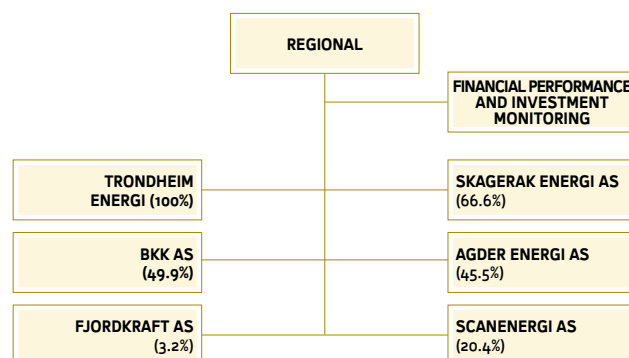 REGIONAL
FINANCIAL PERFORMANCE
AND INVESTMENT
MONITORING
TRONDHEIM
ENERGI (100%)
SKAGERAK ENERGI AS
(66.6%)
BKK AS
(49.9%)
AGDER ENERGI AS
(45.5%)
FJORDKRAFT AS
(3.2%)
SCANENERGI AS
(20.4%)